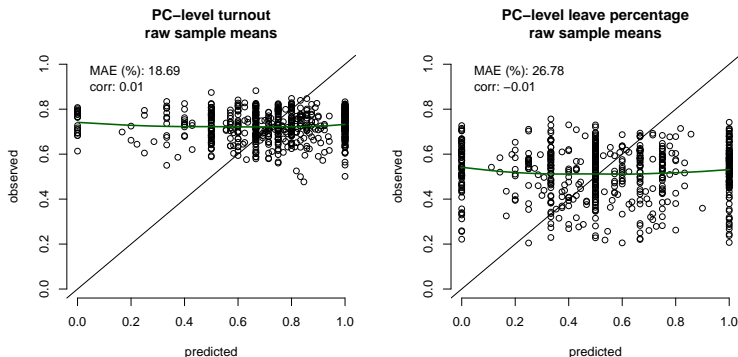 PC−level turnout
raw sample means
MAE (%): 18.69
corr: 0.01
observed
0.0
0.2
0.4
0.6
0.8
1.0
0.0 0.2 0.4 0.6 0.8 1.0
predicted
PC−level leave percentage
raw sample means
MAE (%): 26.78
corr: −0.01
observed
0.0
0.2
0.4
0.6
0.8
1.0
0.0 0.2 0.4 0.6 0.8 1.0
predicted